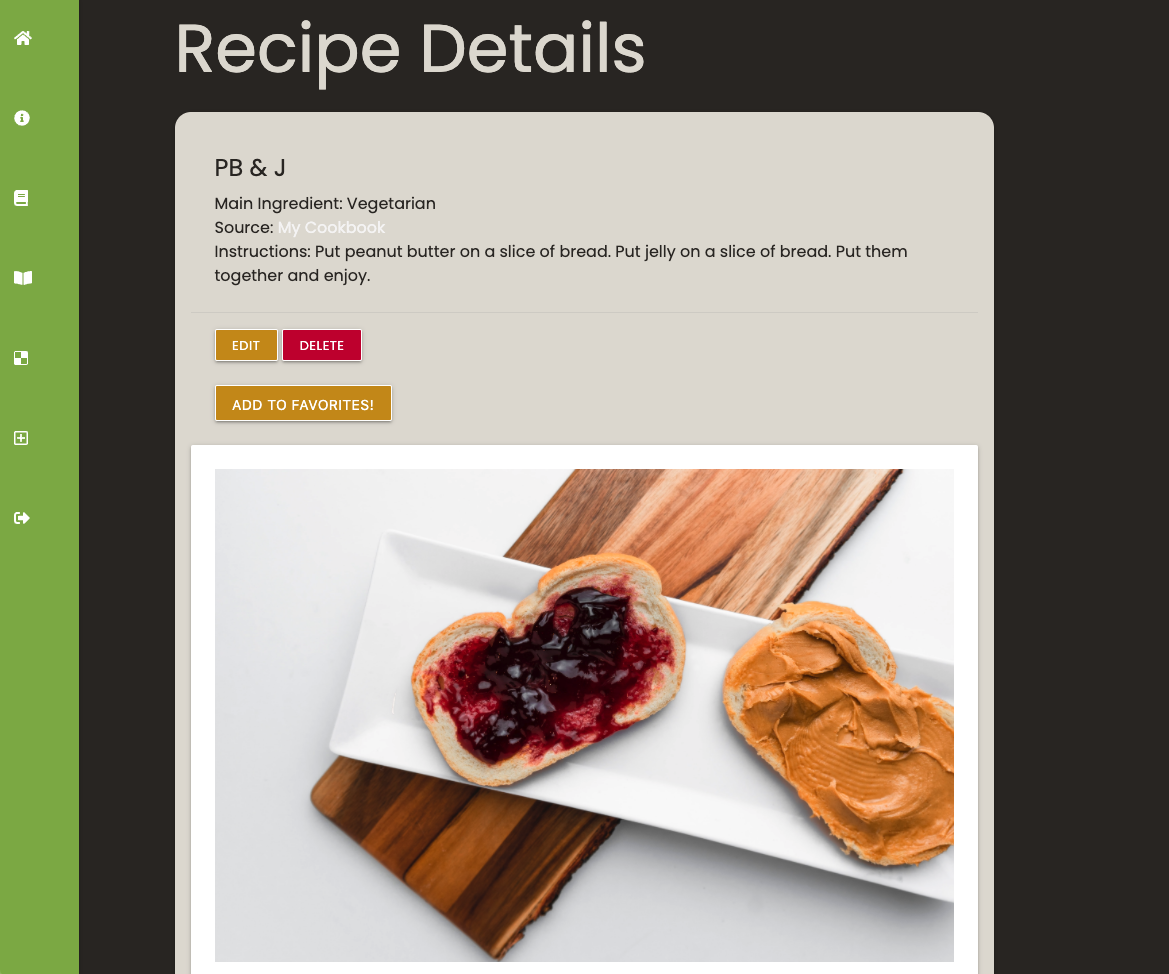 Recipe Details
PB & J
Main Ingredient: Vegetarian
Source: My Cookbook
Instructions: Put peanut butter on a slice of bread. Put jelly on a slice of bread. Put them
together and enjoy.
EDIT DELETE
ADD TO FAVORITES!